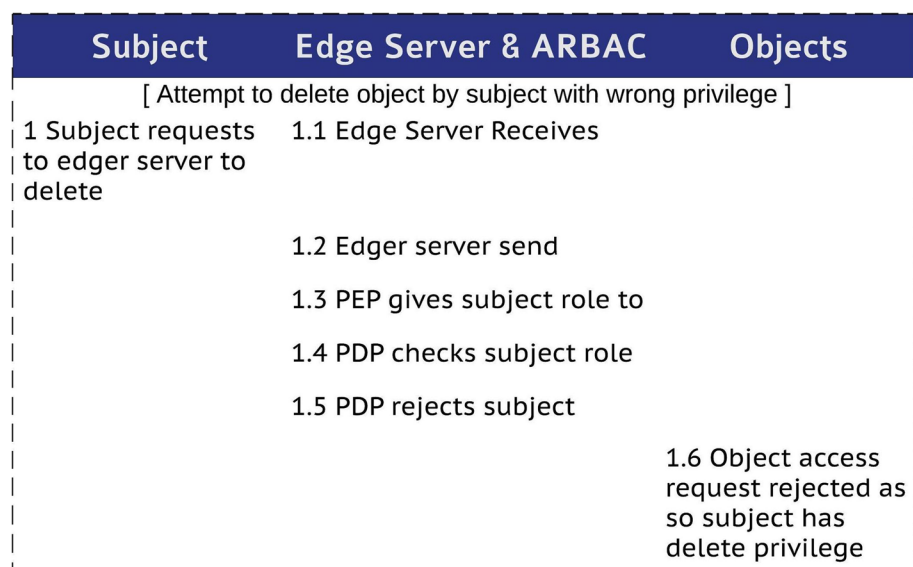 Subject Edge Server & ARBAC Objects
[ Attempt to delete object by subject with wrong privilege ]
1 Subject requests
to edger server to
delete
1.1 Edge Server Receives
1.2 Edger server send
1.3 PEP gives subject role to
1.4 PDP checks subject role
1.5 PDP rejects subject
1.6 Object access
request rejected as
so subject has
delete privilege